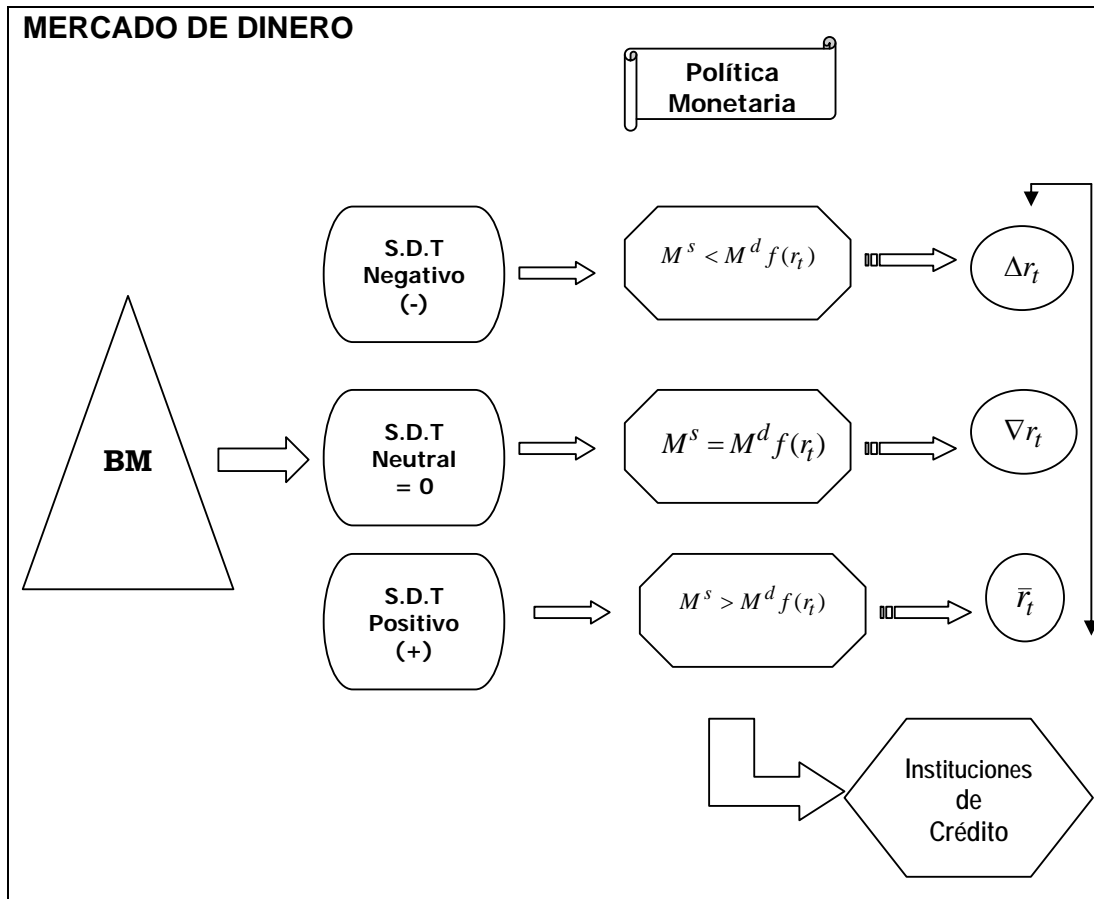 MERCADO DE DINERO
Política
Monetaria
S.D.T
Negativo
(-)
M^s < M^d f(r_t)
Δr_t
BM
S.D.T
Neutral
= 0
M^s = M^d f(r_t)
∇r_t
S.D.T
Positivo
(+)
M^s > M^d f(r_t)
r̄_t
Instituciones
de
Crédito